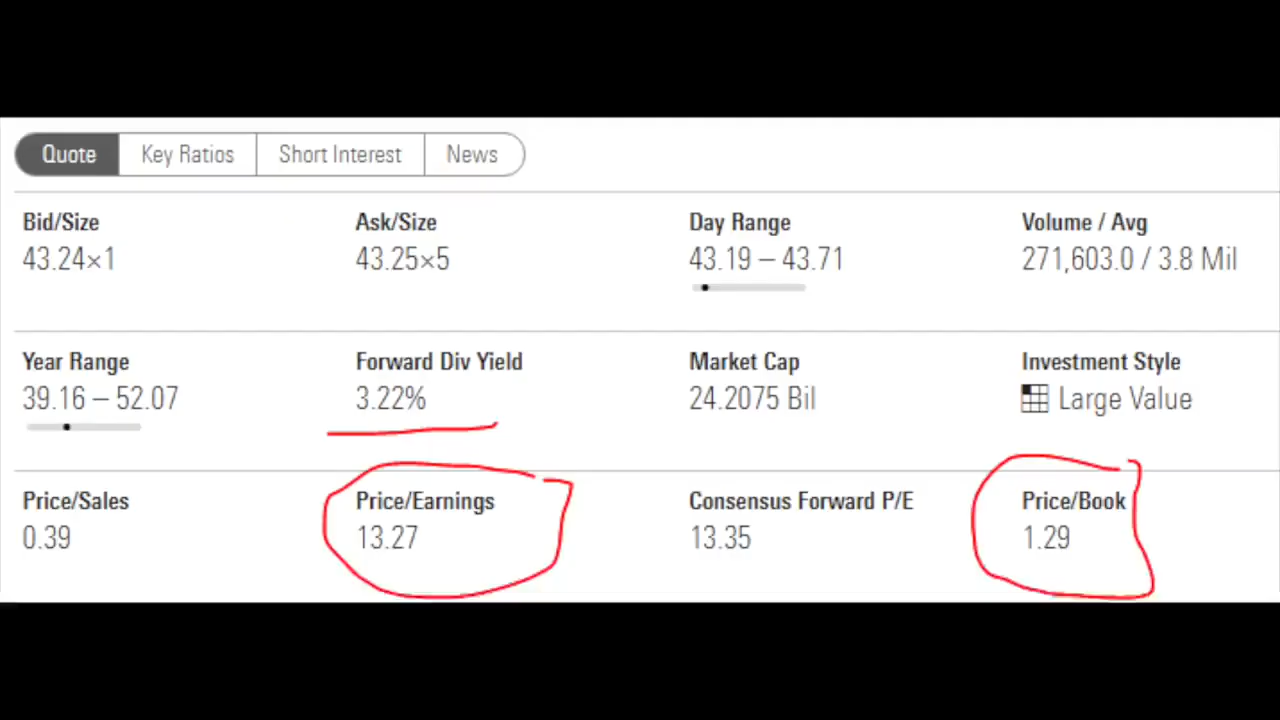 Quote Key Ratios Short Interest News
Bid/Size Ask/Size Day Range Volume / Avg
43.24×1 43.25×5 43.19 – 43.71 271,603.0 / 3.8 Mil
Year Range Forward Div Yield Market Cap Investment Style
39.16 – 52.07 3.22% 24.2075 Bil Large Value
Price/Sales Price/Earnings Consensus Forward P/E Price/Book
0.39 13.27 13.35 1.29